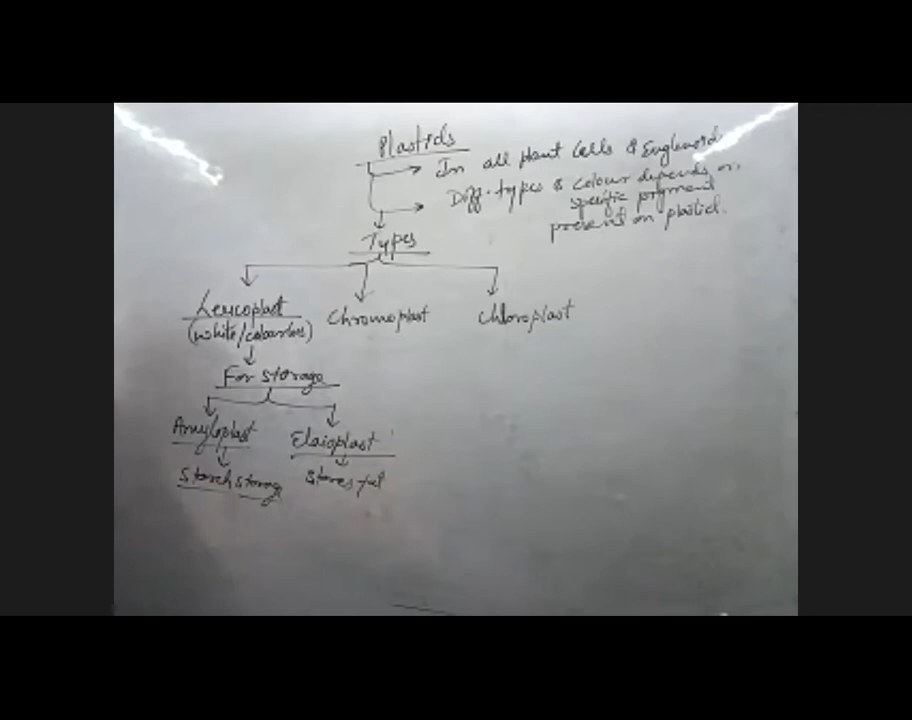 Plastids
In all plant cells & Euglenoid
Diff. types & colour depends on
specific pigment
present on plastid.
Types
Leucoplast Chromoplast Chloroplast
(white/colourless)
For storage
Amyloplast Elaioplast
Starch storage Stores